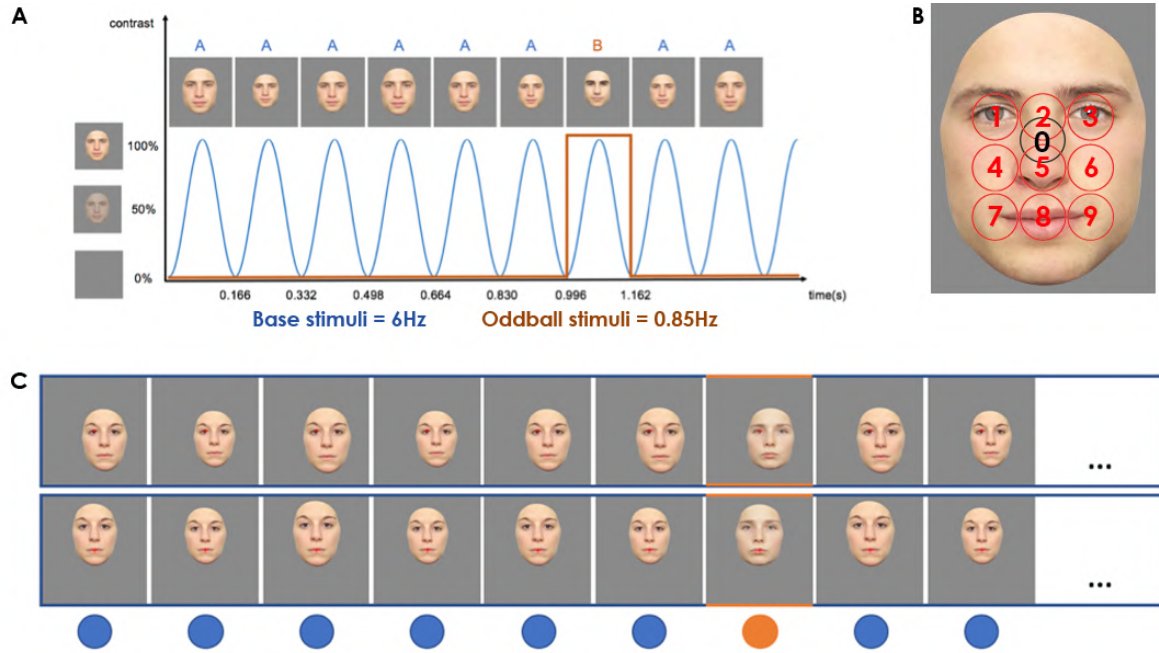 A
contrast
A A A A A A B A A
100%
50%
0%
0.166 0.332 0.498 0.664 0.830 0.996 1.162 time(s)
Base stimuli = 6Hz Oddball stimuli = 0.85Hz
B
1 2 3
0
4 5 6
7 8 9
C
...
...